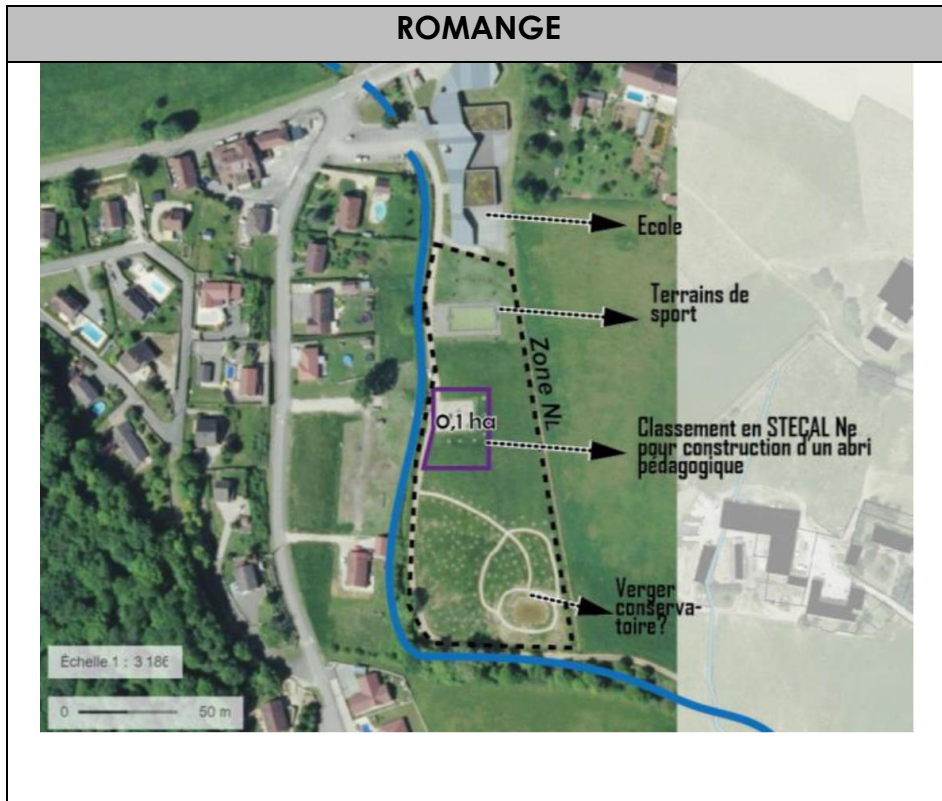 ROMANGE
Ecole
Terrains de
sport
Zone NL
0,1 ha
Classement en STEÇAL Ne
pour construction d'un abri
pédagogique
Verger
conserva-
toire?
Échelle 1 : 3 186
0 50 m